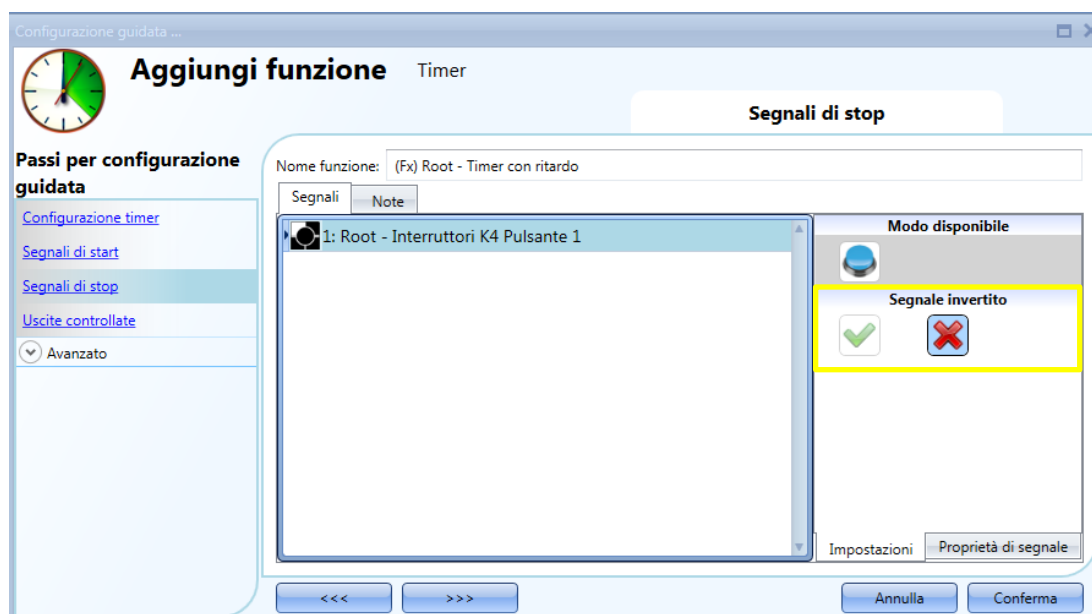 Configurazione guidata ...
Aggiungi funzione Timer
Segnali di stop
Passi per configurazione
guidata
Configurazione timer
Segnali di start
Segnali di stop
Uscite controllate
Avanzato
Nome funzione: (Fx) Root - Timer con ritardo
Segnali Note
1: Root - Interruttori K4 Pulsante 1
Modo disponibile
Segnale invertito
Impostazioni Proprietà di segnale
<<< >>> Annulla Conferma